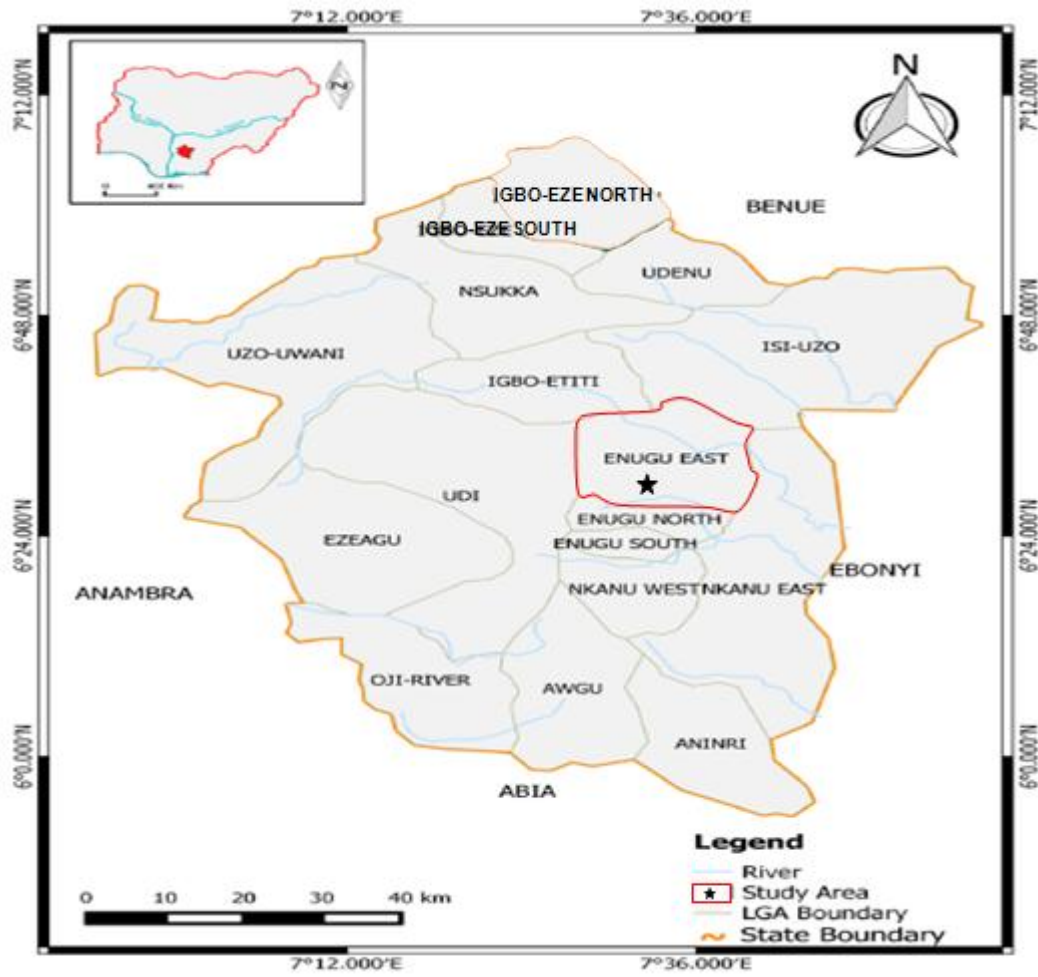 7°12.000'E 7°36.000'E
7°12.000'N 7°12.000'N
N
N
0 400 Km
IGBO-EZE NORTH
BENUE
IGBO-EZE SOUTH
UDENU
NSUKKA
6°48.000'N 6°48.000'N
ISI-UZO
UZO-UWANI
IGBO-ETITI
ENUGU EAST
UDI
ENUGU NORTH
6°24.000'N 6°24.000'N
EZEAGU
ENUGU SOUTH
EBONYI
ANAMBRA
NKANU WEST NKANU EAST
OJI-RIVER
AWGU
ANINRI
6°0.000'N 6°0.000'N
ABIA
Legend
River
Study Area
LGA Boundary
State Boundary
0 10 20 30 40 km
7°12.000'E 7°36.000'E